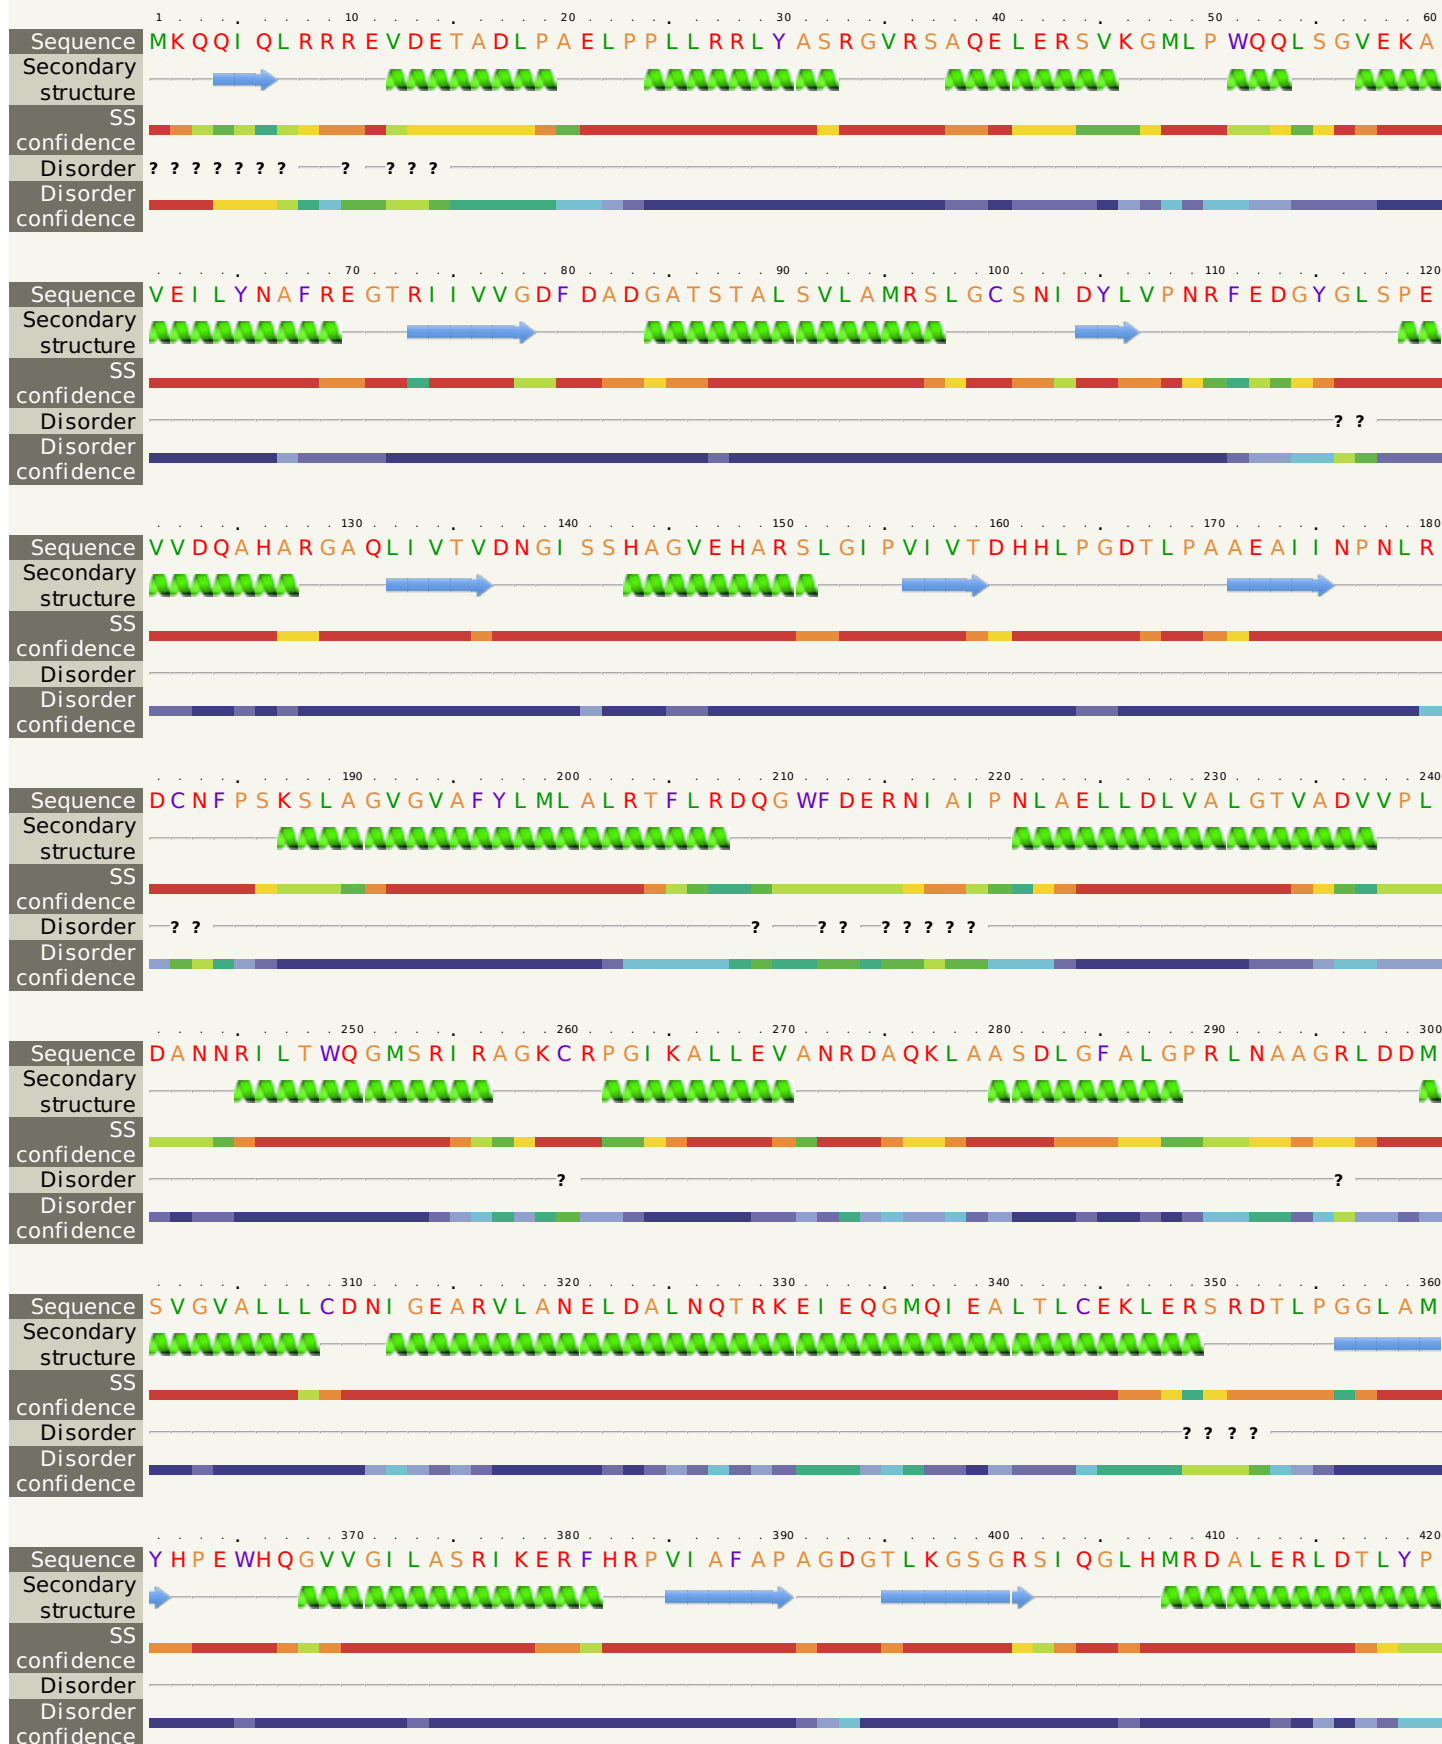 1 10 20 30 40 50 60
Sequence MKQQIQLRRREVDETADLPAELPPLLRRLYASRGVRSAQELERSVKGMLPWQQLSGVEKA
Secondary
structure
SS
confidence
Disorder ? ? ? ? ? ? ? ? ? ? ?
Disorder
confidence
70 80 90 100 110 120
Sequence VEILYNAFREGTRIIVVGDFDADGATSTALSVLAMRSLGCSNIDYLVPNRFEDGYGLSPE
Secondary
structure
SS
confidence
Disorder ? ?
Disorder
confidence
130 140 150 160 170 180
Sequence VVDQAHARGAQLIVTVDNGISSHAGVEHARSLGIPVIVTDHHLPGDTLPAAEAIINPNLR
Secondary
structure
SS
confidence
Disorder
Disorder
confidence
190 200 210 220 230 240
Sequence DCNFPSKSLAGVGVAFYLMLALRTFLRDQGWFDERNIAIPNLAELLDLVALGTVADVVPL
Secondary
structure
SS
confidence
Disorder ? ? ? ? ? ? ? ? ? ?
Disorder
confidence
250 260 270 280 290 300
Sequence DANNRILTWQGMSRIRAGKCRPGIKALLEVANRDAQKLAASDLGFALGPRLNAAGRLDDM
Secondary
structure
SS
confidence
Disorder ? ?
Disorder
confidence
310 320 330 340 350 360
Sequence SVGVALLLCDNIGEARVLANELDALNQTRKEIEQGMQIEALTLCEKLERSRDTLPGGLAM
Secondary
structure
SS
confidence
Disorder ? ? ? ?
Disorder
confidence
370 380 390 400 410 420
Sequence YHPEWHQGVVGILASRIKERFHRPVIAFAPAGDGTLKGSGRSIQGLHMRDALERLDTLYP
Secondary
structure
SS
confidence
Disorder
Disorder
confidence